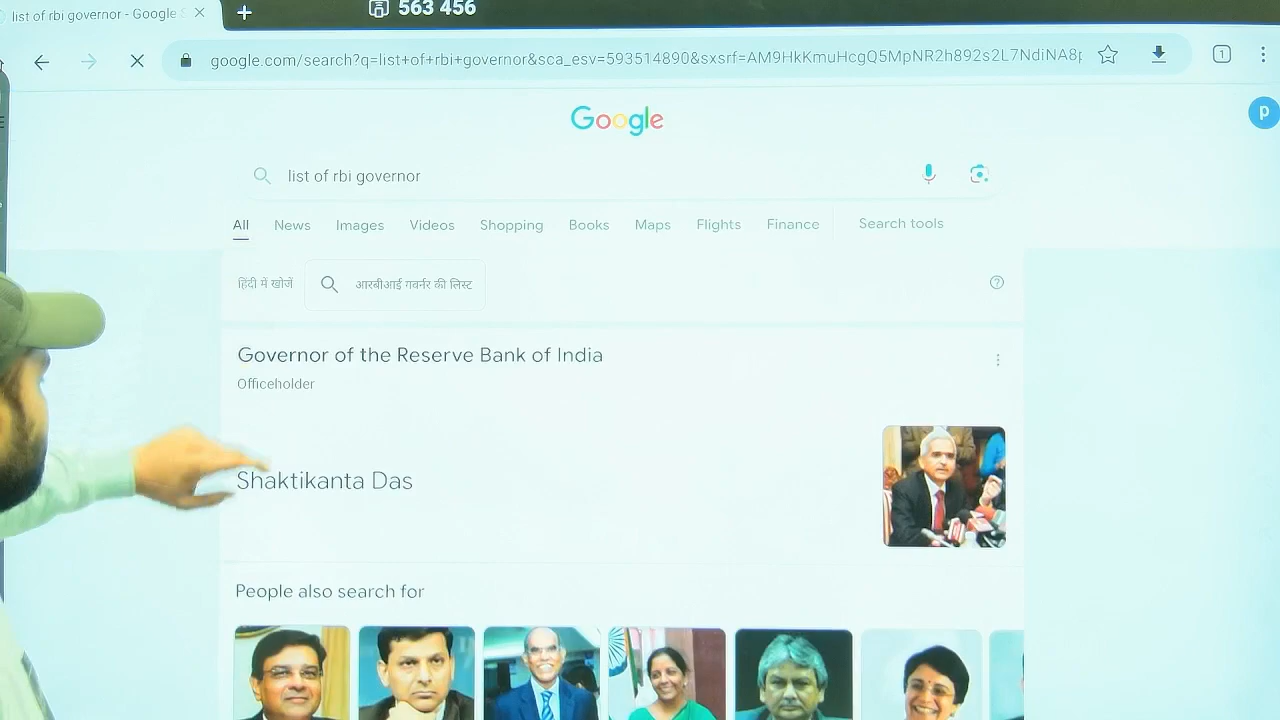 list of rbi governor - Google S
563 456
google.com/search?q=list+of+rbi+governor&sca_esv=593514890&sxsrf=AM9HkKmuHcgQ5MpNR2h892s2L7NdiNA8p
1
Google
P
list of rbi governor
All News Images Videos Shopping Books Maps Flights Finance Search tools
हिंदी में खोजें आरबीआई गवर्नर की लिस्ट
Governor of the Reserve Bank of India
Officeholder
Shaktikanta Das
People also search for